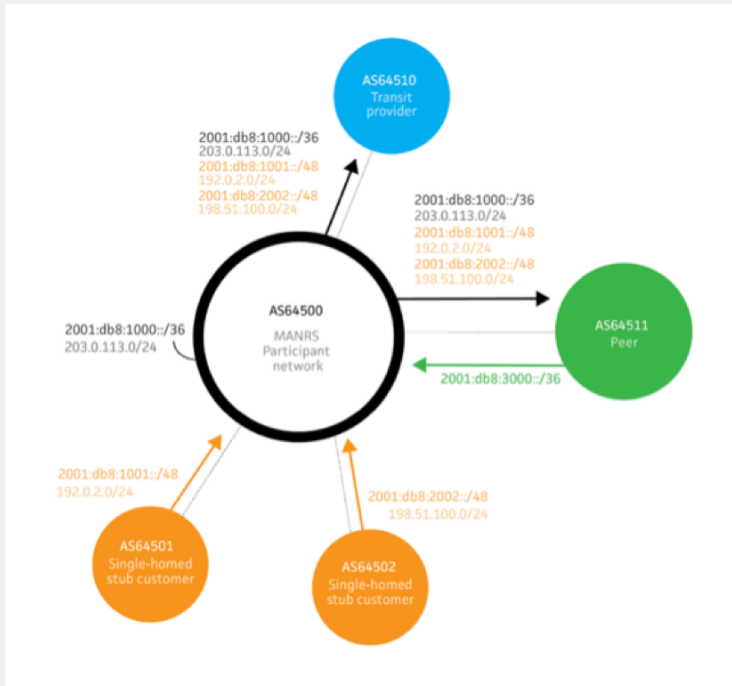 AS64510
Transit
provider
2001:db8:1000::/36
203.0.113.0/24
2001:db8:1001::/48
192.0.2.0/24
2001:db8:2002::/48
198.51.100.0/24
2001:db8:1000::/36
203.0.113.0/24
2001:db8:1001::/48
192.0.2.0/24
2001:db8:2002::/48
198.51.100.0/24
AS64500
MANRS
Participant
network
2001:db8:1000::/36
203.0.113.0/24
AS64511
Peer
2001:db8:3000::/36
2001:db8:1001::/48
192.0.2.0/24
2001:db8:2002::/48
198.51.100.0/24
AS64501
Single-homed
stub customer
AS64502
Single-homed
stub customer